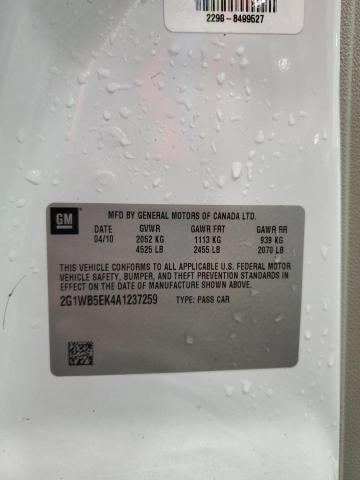 2298-8499527
GM
MFD BY GENERAL MOTORS OF CANADA LTD.
DATE GVWR GAWR FRT GAWR RR
04/10 2052 KG 1113 KG 939 KG
4525 LB 2455 LB 2070 LB
THIS VEHICLE CONFORMS TO ALL APPLICABLE U.S. FEDERAL MOTOR
VEHICLE SAFETY, BUMPER, AND THEFT PREVENTION STANDARDS IN
EFFECT ON THE DATE OF MANUFACTURE SHOWN ABOVE.
2G1WB5EK4A1237259 TYPE: PASS CAR